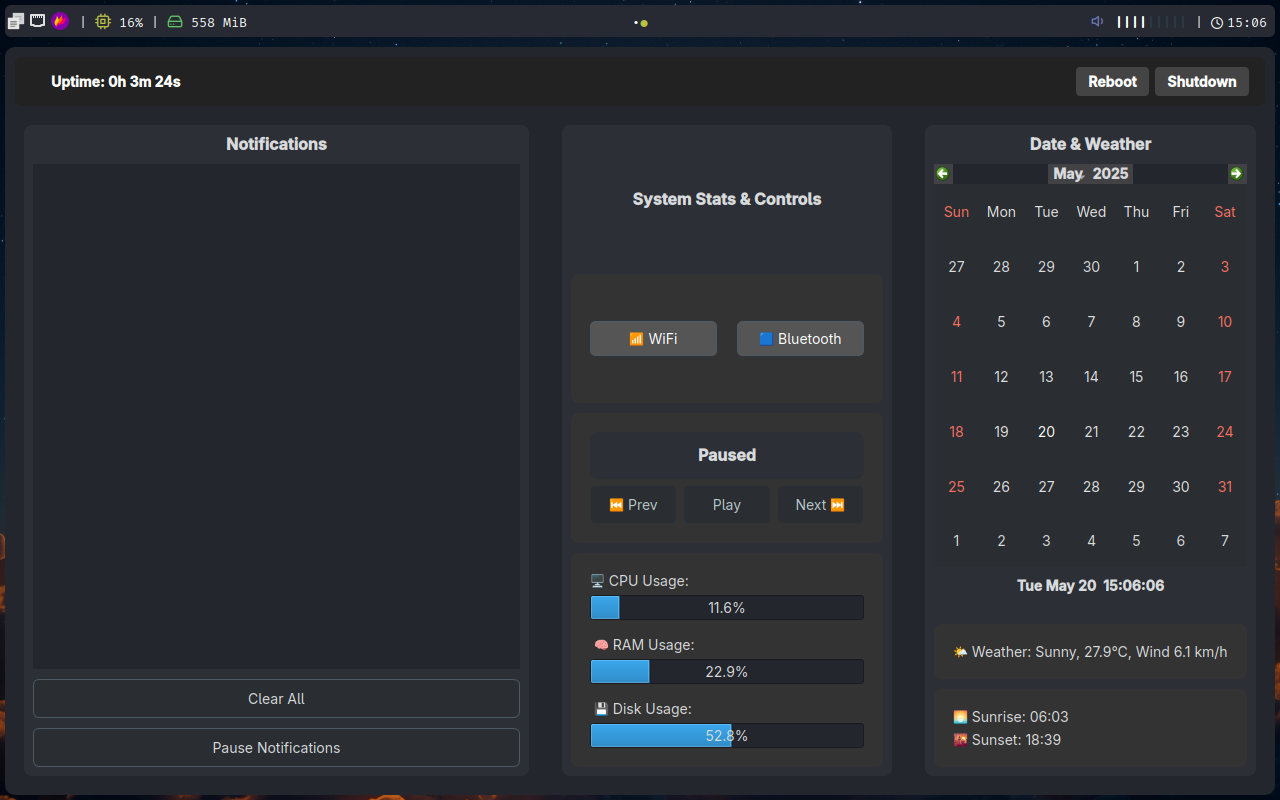 | 16% | 558 MiB
| 15:06
Uptime: 0h 3m 24s
Reboot Shutdown
Notifications
Clear All
Pause Notifications
System Stats & Controls
📶 WiFi 🟦 Bluetooth
Paused
⏪ Prev Play Next ⏩
🖥️ CPU Usage:
11.6%
🧠 RAM Usage:
22.9%
💾 Disk Usage:
52.8%
Date & Weather
May 2025
Sun Mon Tue Wed Thu Fri Sat
27 28 29 30 1 2 3
4 5 6 7 8 9 10
11 12 13 14 15 16 17
18 19 20 21 22 23 24
25 26 27 28 29 30 31
1 2 3 4 5 6 7
Tue May 20 15:06:06
🌤️ Weather: Sunny, 27.9°C, Wind 6.1 km/h
🌅 Sunrise: 06:03
🌇 Sunset: 18:39